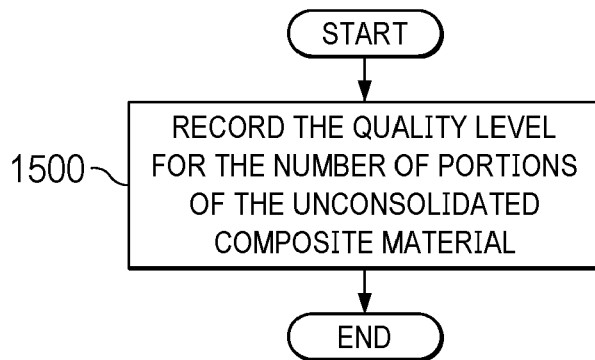 START
1500
RECORD THE QUALITY LEVEL
FOR THE NUMBER OF PORTIONS
OF THE UNCONSOLIDATED
COMPOSITE MATERIAL
END